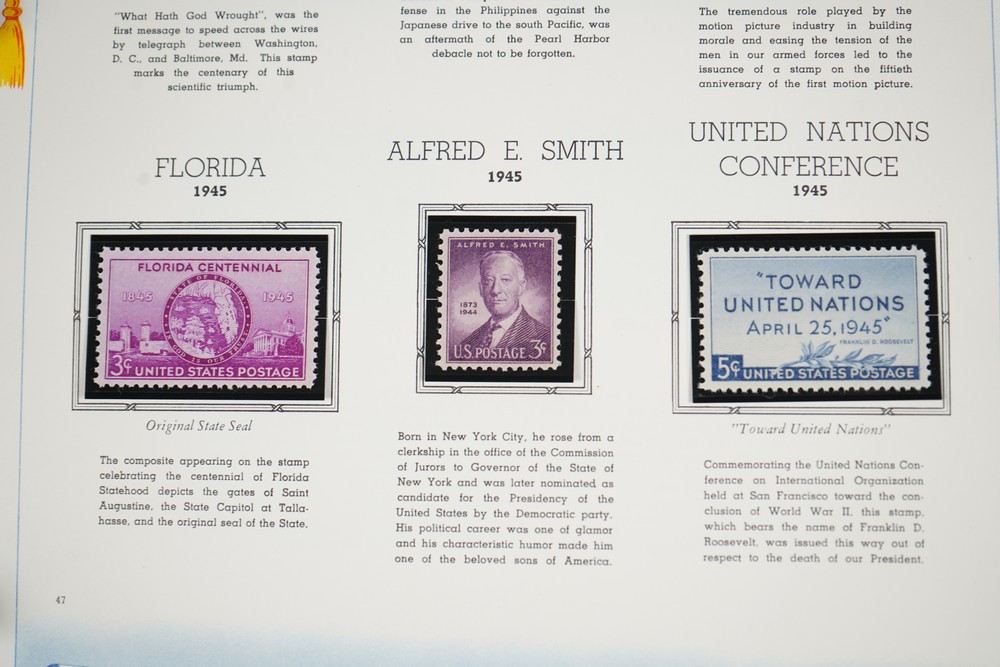 "What Hath God Wrought", was the
first message to speed across the wires
by telegraph between Washington,
D. C., and Baltimore, Md. This stamp
marks the centenary of this
scientific triumph.
fense in the Philippines against the
Japanese drive to the south Pacific, was
an aftermath of the Pearl Harbor
debacle not to be forgotten.
The tremendous role played by the
motion picture industry in building
morale and easing the tension of the
men in our armed forces led to the
issuance of a stamp on the fiftieth
anniversary of the first motion picture.
FLORIDA
1945
FLORIDA CENTENNIAL
1845 1945
STATE OF FLORIDA
GOD IS OUR TRUST
3¢ UNITED STATES POSTAGE
Original State Seal
The composite appearing on the stamp
celebrating the centennial of Florida
Statehood depicts the gates of Saint
Augustine, the State Capitol at Talla-
hasse, and the original seal of the State.
ALFRED E. SMITH
1945
ALFRED E. SMITH
1873
1944
U.S. POSTAGE 3¢
Born in New York City, he rose from a
clerkship in the office of the Commission
of Jurors to Governor of the State of
New York and was later nominated as
candidate for the Presidency of the
United States by the Democratic party.
His political career was one of glamor
and his characteristic humor made him
one of the beloved sons of America.
UNITED NATIONS
CONFERENCE
1945
"TOWARD
UNITED NATIONS
APRIL 25, 1945"
FRANKLIN D. ROOSEVELT
5¢ UNITED STATES POSTAGE
"Toward United Nations"
Commemorating the United Nations Con-
ference on International Organization
held at San Francisco toward the con-
clusion of World War II, this stamp,
which bears the name of Franklin D.
Roosevelt, was issued this way out of
respect to the death of our President.
47